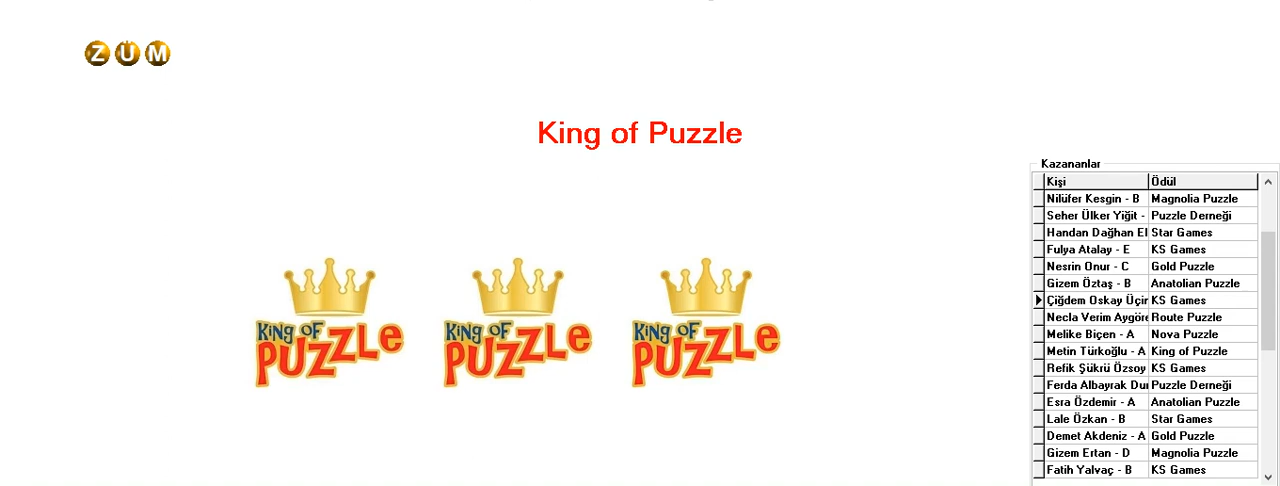 Z Ü M
King of Puzzle
KiNg OF PUZZLe
KiNg OF PUZZLe
KiNg OF PUZZLe
Kazananlar
Kişi Ödül
Nilüfer Kesgin - B Magnolia Puzzle
Seher Ülker Yiğit - Puzzle Derneği
Handan Dağhan El Star Games
Fulya Atalay - E KS Games
Nesrin Onur - C Gold Puzzle
Gizem Öztaş - B Anatolian Puzzle
Çiğdem Oskay Üçir KS Games
Necla Verim Aygöre Route Puzzle
Melike Biçen - A Nova Puzzle
Metin Türkoğlu - A King of Puzzle
Refik Şükrü Özsoy KS Games
Ferda Albayrak Dur Puzzle Derneği
Esra Özdemir - A Anatolian Puzzle
Lale Özkan - B Star Games
Demet Akdeniz - A Gold Puzzle
Gizem Ertan - D Magnolia Puzzle
Fatih Yalvaç - B KS Games